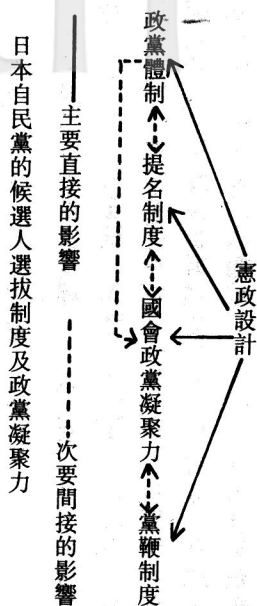 憲政設計
政黨體制
提名制度
國會政黨凝聚力
黨鞭制度
主要直接的影響
次要間接的影響
日本自民黨的候選人選拔制度及政黨凝聚力